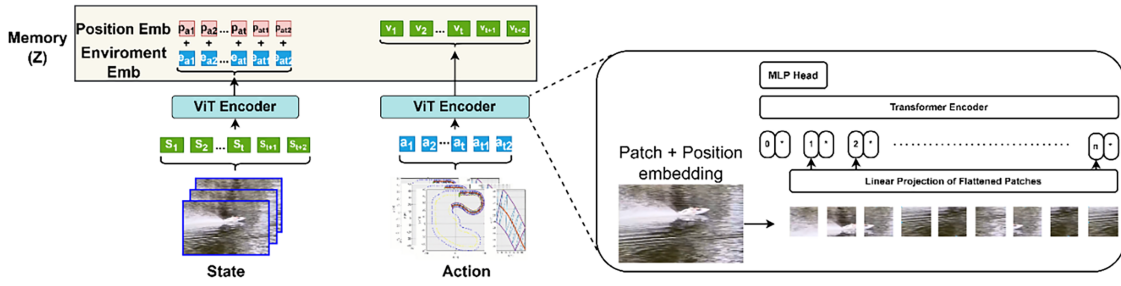 Memory
(Z)
Position Emb
Pa1 Pa2 ... Pat Pat1 Pat2
+ + + + +
Enviroment
Emb
ea1 ea2 ... eat eat1 eat2
V1 V2 ... Vt Vt+1 Vt+2
ViT Encoder
ViT Encoder
S1 S2 ... St St+1 St+2
a1 a2 ... at at1 at2
State
Action
MLP Head
Transformer Encoder
0 * 1 * 2 * n *
Linear Projection of Flattened Patches
Patch + Position
embedding